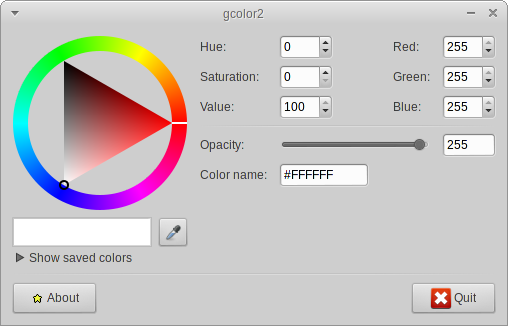 gcolor2
Hue: 0 Red: 255
Saturation: 0 Green: 255
Value: 100 Blue: 255
Opacity: 255
Color name: #FFFFFF
Show saved colors
About Quit